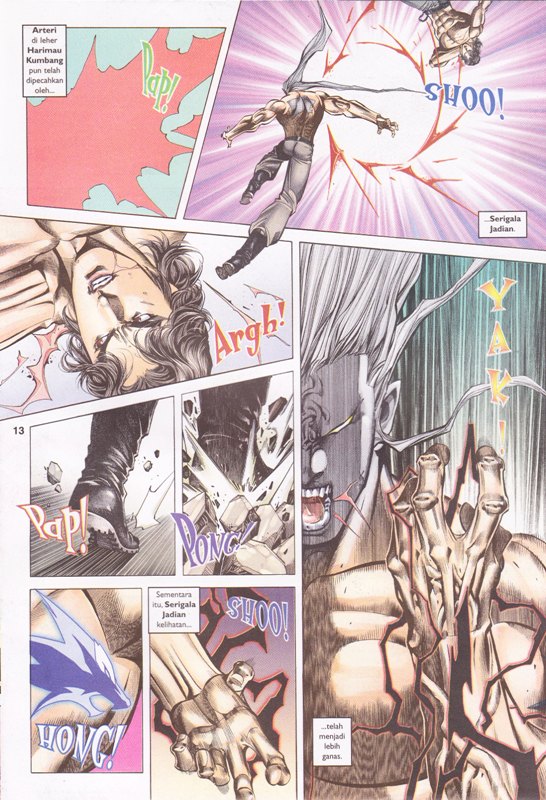 Arteri
di leher
Harimau
Kumbang
pun telah
dipecahkan
oleh...
Pap!
OOHS!
...Serigala
Jadian.
Argh!
YAK!
13
Pap!
PONG!
HONG!
Sementara
itu, Serigala
Jadian
kelihatan...
SHOO!
...telah
menjadi
lebih
ganas.